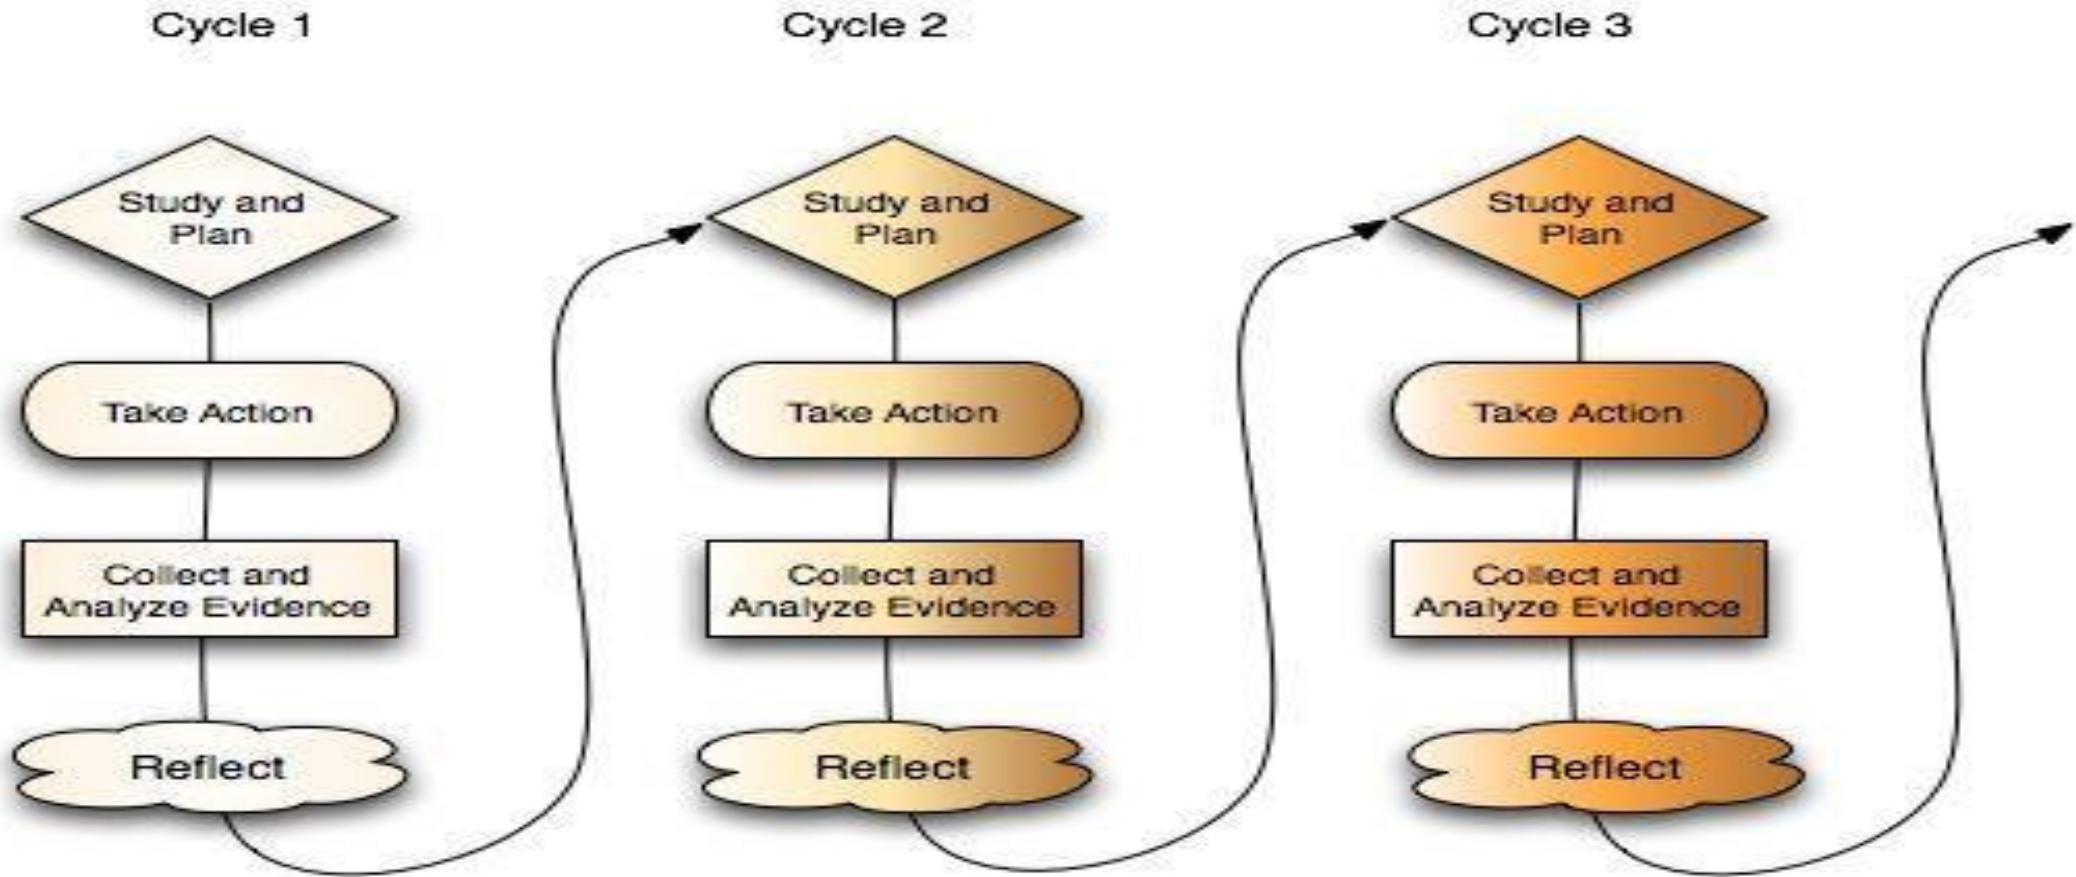 Cycle 1
Study and
Plan
Take Action
Collect and
Analyze Evidence
Reflect
Cycle 2
Study and
Plan
Take Action
Collect and
Analyze Evidence
Reflect
Cycle 3
Study and
Plan
Take Action
Collect and
Analyze Evidence
Reflect